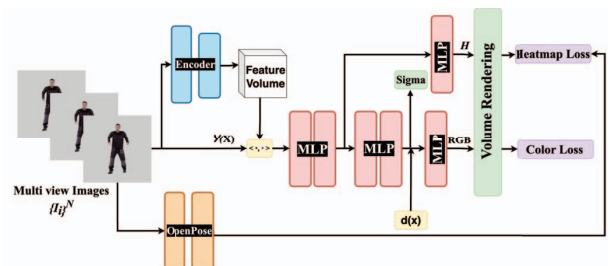 Encoder
Feature
Volume
Multi view Images
{I_i}^N
γ(X)
<·,·>
MLP
MLP
Sigma
MLP
H
MLP
RGB
d(x)
Volume Rendering
Heatmap Loss
Color Loss
OpenPose